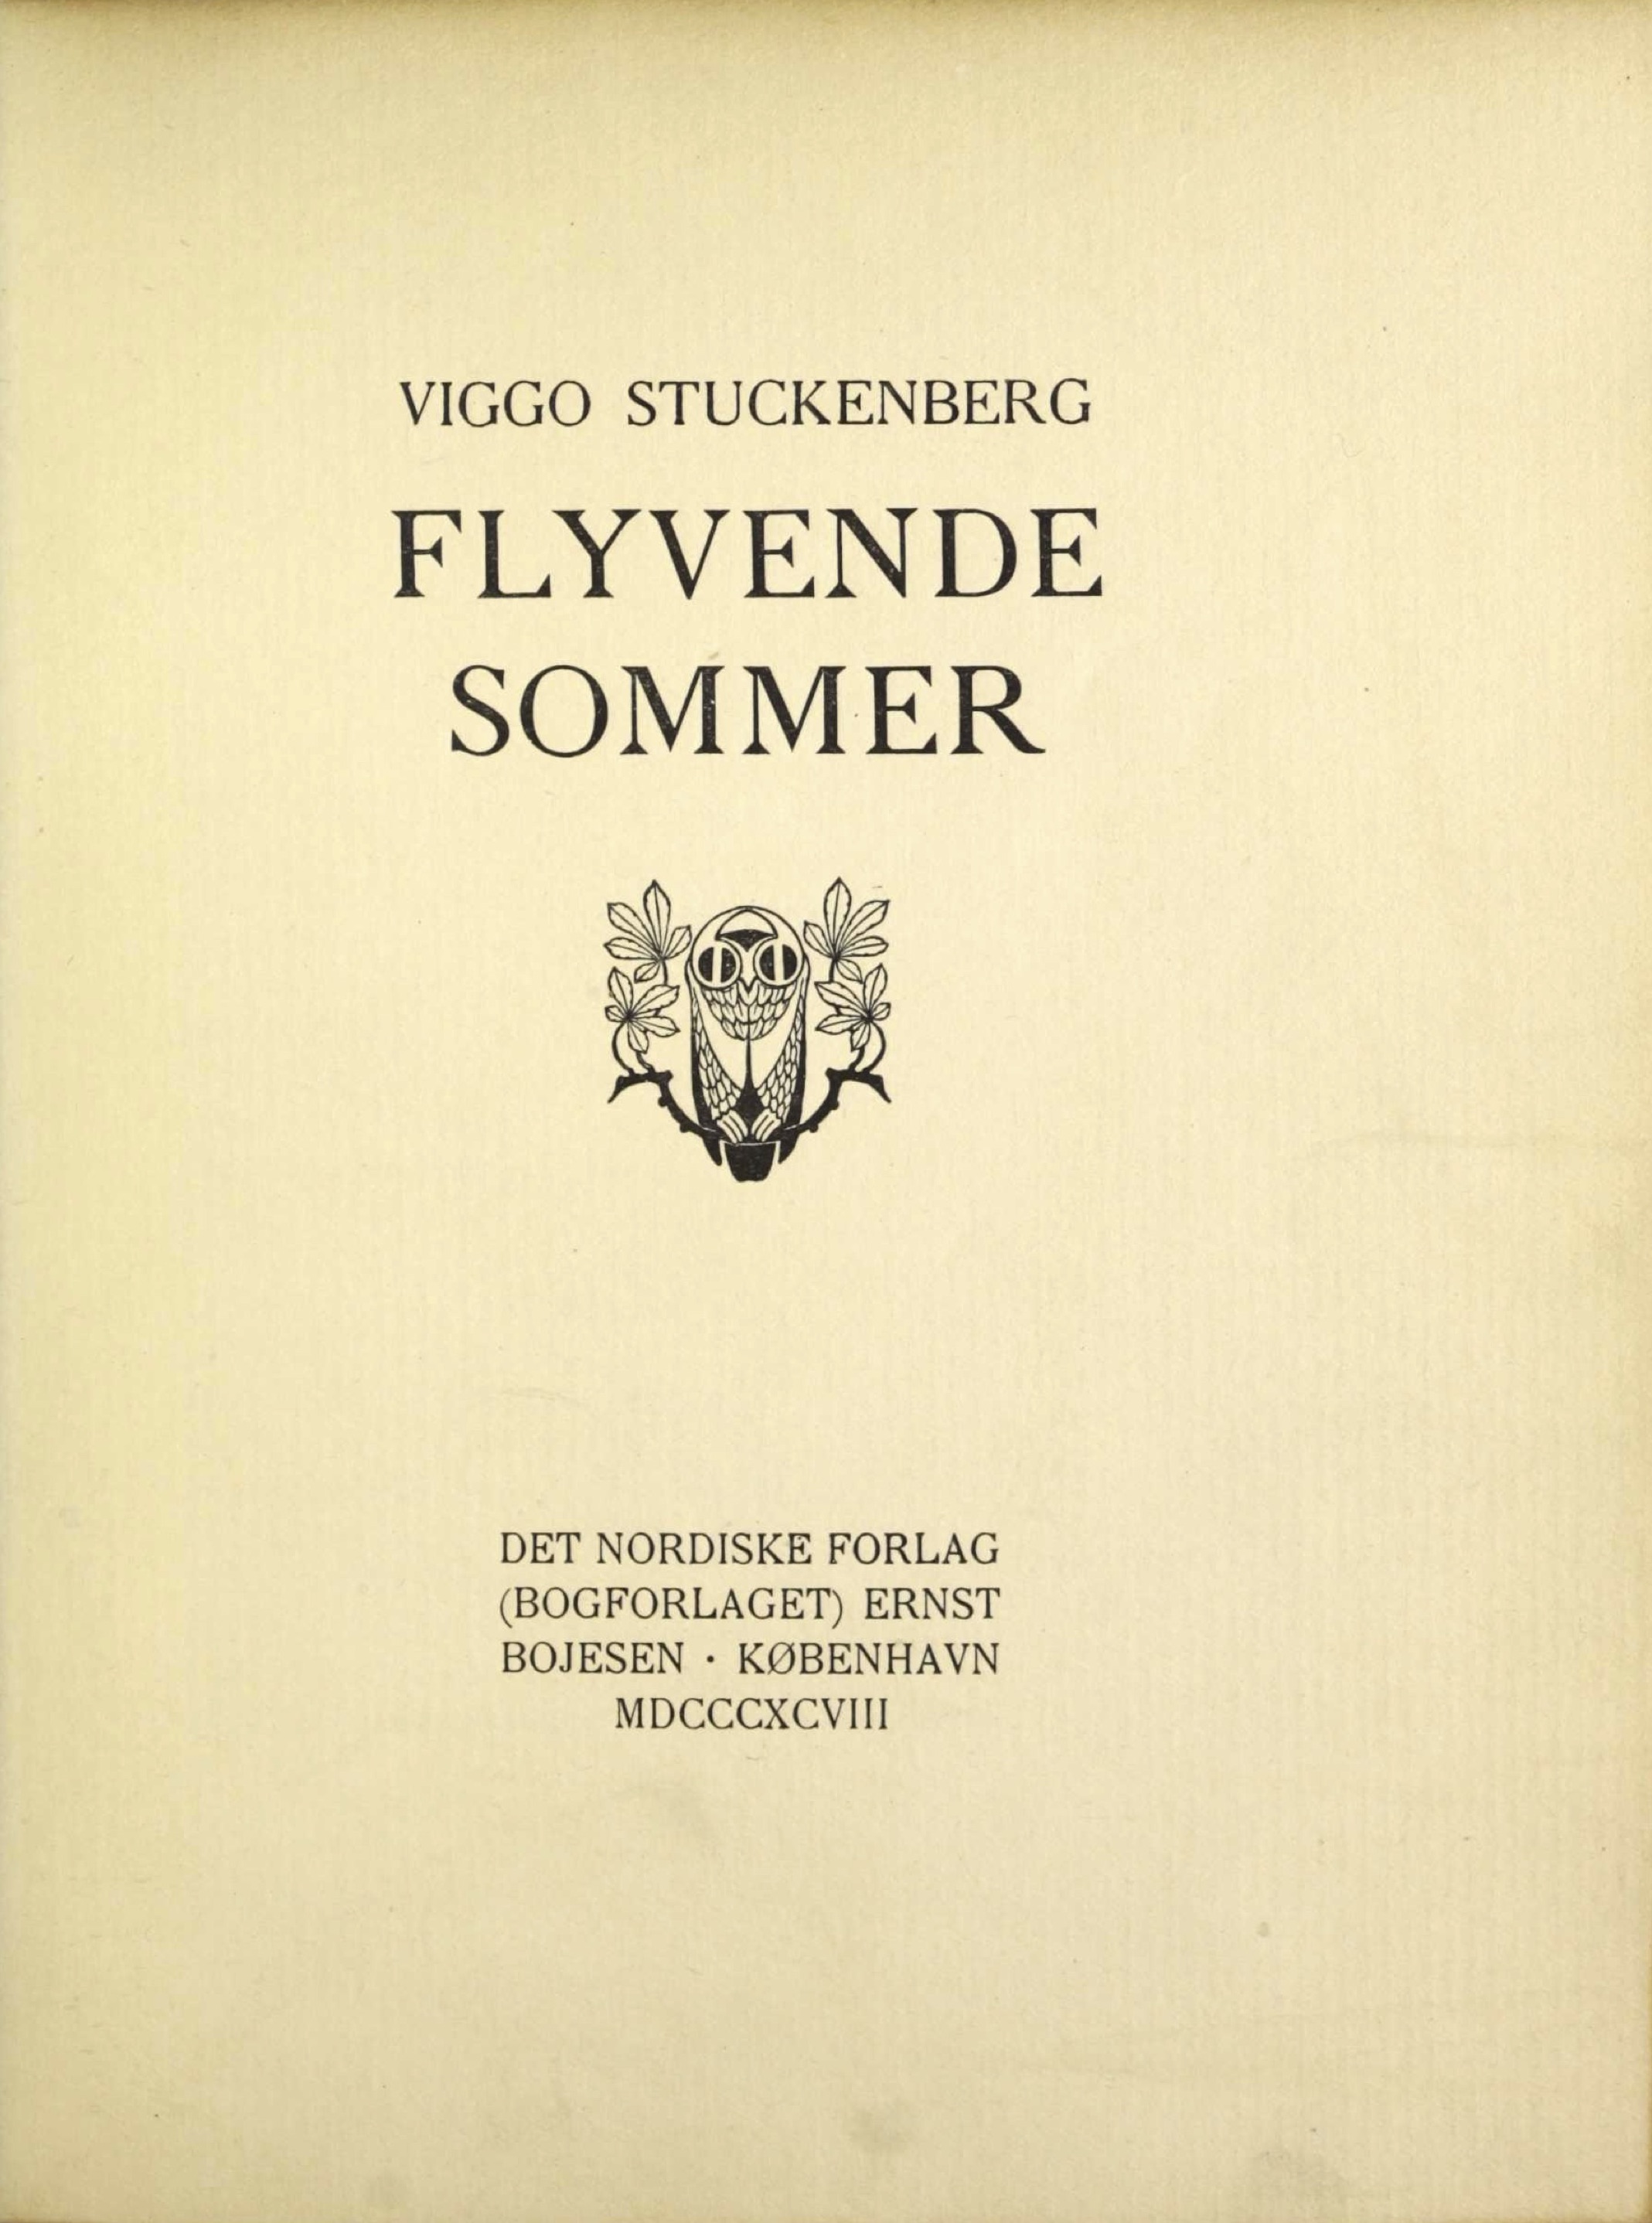 VIGGO STUCKENBERG
FLYVENDE
SOMMER
DET NORDISKE FORLAG
(BOGFORLAGET) ERNST
BOJESEN · KØBENHAVN
MDCCCXCVIII